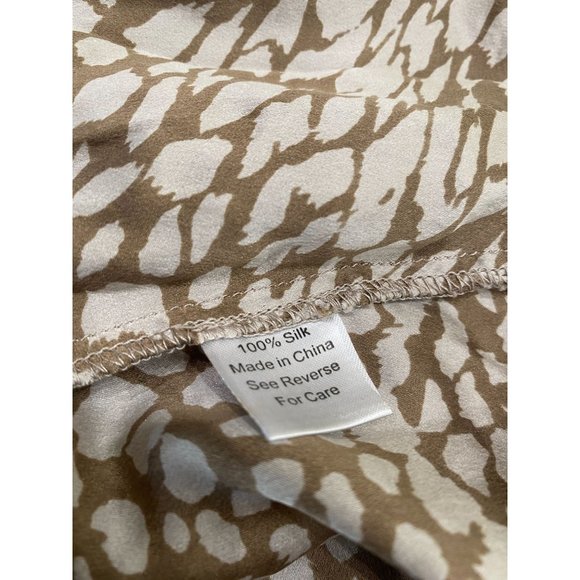 100% Silk
Made in China
See Reverse
For Care